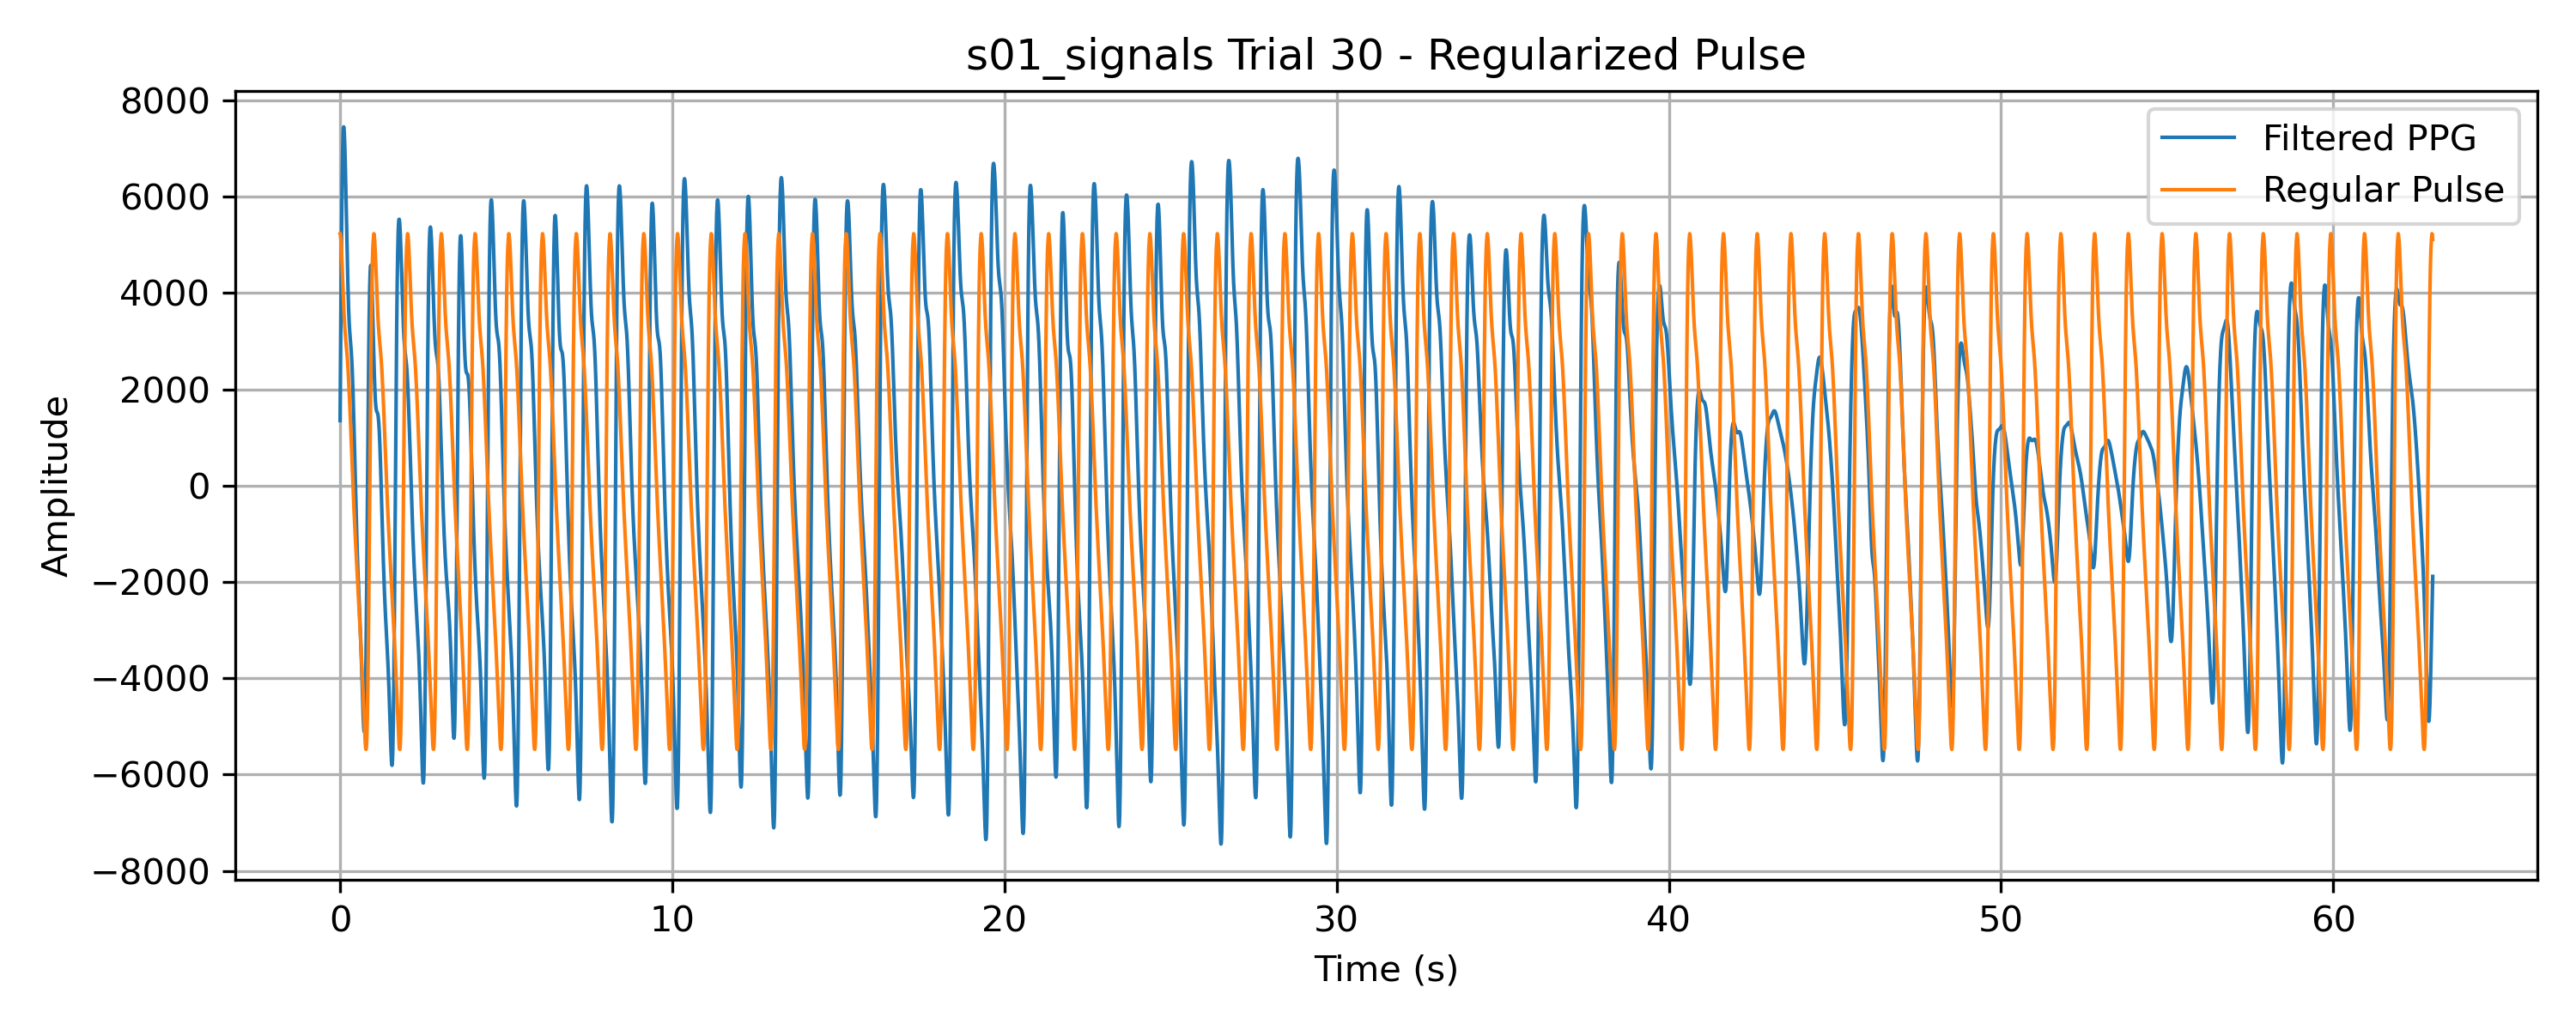 s01_signals Trial 30 - Regularized Pulse
8000
6000
4000
2000
0
−2000
−4000
−6000
−8000
Amplitude
Filtered PPG
Regular Pulse
0 10 20 30 40 50 60
Time (s)